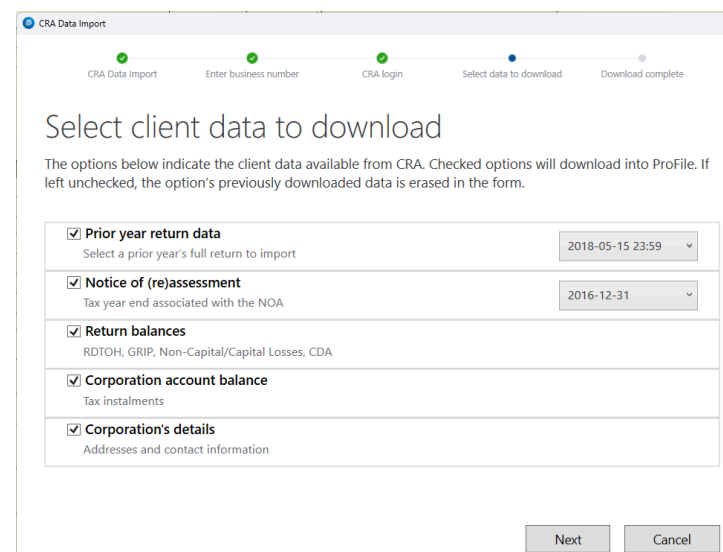 CRA Data Import
CRA Data Import Enter business number CRA login Select data to download Download complete
Select client data to download
The options below indicate the client data available from CRA. Checked options will download into ProFile. If
left unchecked, the option's previously downloaded data is erased in the form.
Prior year return data
Select a prior year's full return to import
2018-05-15 23:59
Notice of (re)assessment
Tax year end associated with the NOA
2016-12-31
Return balances
RDTOH, GRIP, Non-Capital/Capital Losses, CDA
Corporation account balance
Tax instalments
Corporation's details
Addresses and contact information
Next Cancel